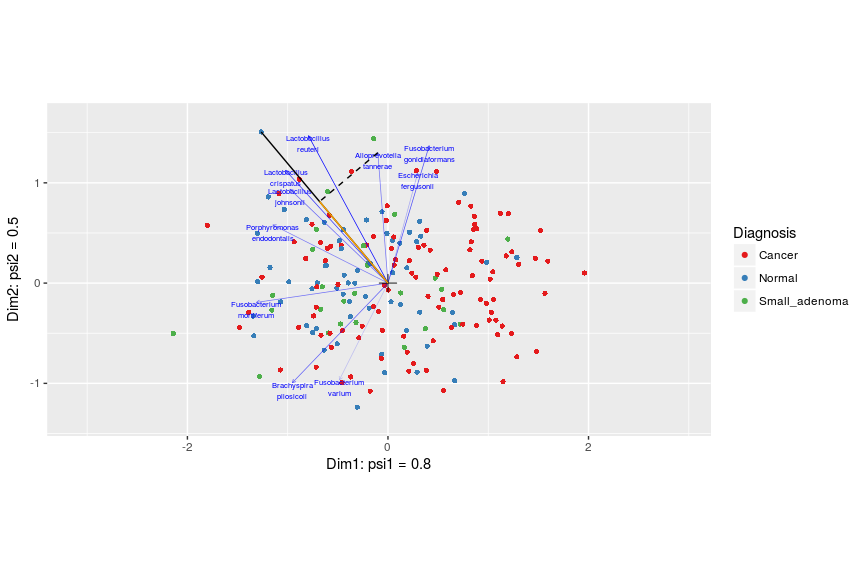 Lactobacillus
reuteri
Alloprevotella
tannerae
Fusobacterium
gonidiaformans
Lactobacillus
crispatus
Escherichia
fergusonii
Lactobacillus
johnsonii
Porphyromonas
endodontalis
Fusobacterium
morbiferum
Brachyspira
pilosicoli
Fusobacterium
varium
1
0
-1
-2
0
2
Dim1: psi1 = 0.8
Dim2: psi2 = 0.5
Diagnosis
Cancer
Normal
Small_adenoma